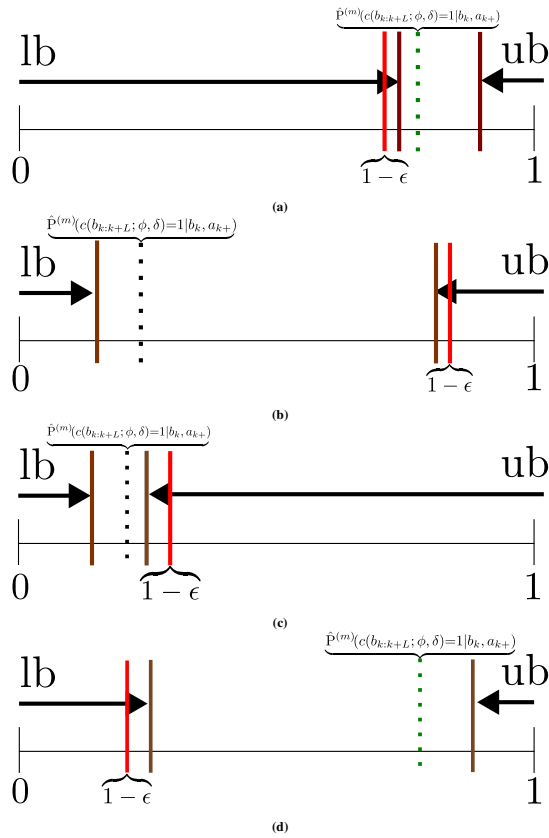 P̂⁽ᵐ⁾(c(b_{k:k+L}; ϕ, δ)=1|b_k, a_{k+})
lb ub
0 1
1 − ϵ
(a)
P̂⁽ᵐ⁾(c(b_{k:k+L}; ϕ, δ)=1|b_k, a_{k+})
lb ub
0 1
1 − ϵ
(b)
P̂⁽ᵐ⁾(c(b_{k:k+L}; ϕ, δ)=1|b_k, a_{k+})
lb ub
0 1
1 − ϵ
(c)
P̂⁽ᵐ⁾(c(b_{k:k+L}; ϕ, δ)=1|b_k, a_{k+})
lb ub
0 1
1 − ϵ
(d)